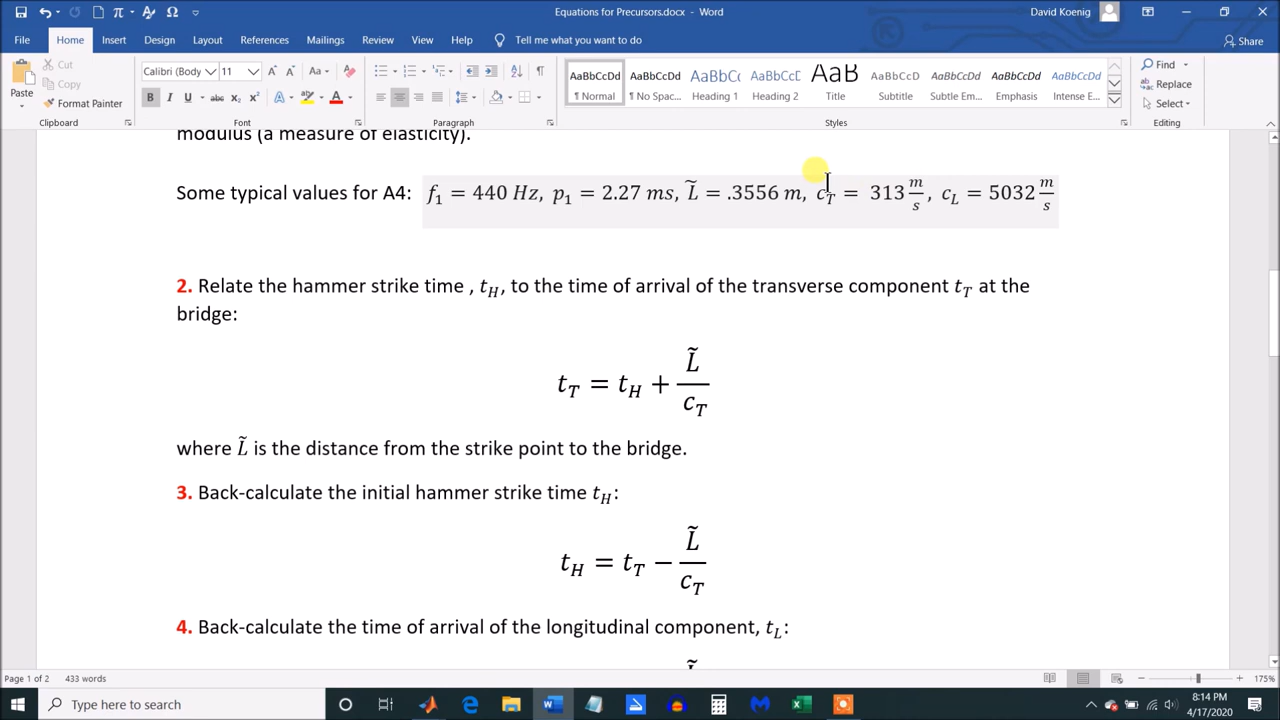 Equations for Precursors.docx - Word
David Koenig
File Home Insert Design Layout References Mailings Review View Help Tell me what you want to do Share
Paste Cut Copy Format Painter
Calibri (Body 11
AaBbCcDd AaBbCcDd AaBbCc AaBbCcC AaB AaBbCcD AaBbCcDd AaBbCcDd AaBbCcDd
¶ Normal ¶ No Spac... Heading 1 Heading 2 Title Subtitle Subtle Em... Emphasis Intense E...
Find Replace Select
Clipboard Font Paragraph Styles Editing
modulus (a measure of elasticity).
Some typical values for A4: f₁ = 440 Hz, p₁ = 2.27 ms, L̃ = .3556 m, c_T = 313 m/s, c_L = 5032 m/s
2. Relate the hammer strike time , t_H, to the time of arrival of the transverse component t_T at the
bridge:
t_T = t_H + L̃/c_T
where L̃ is the distance from the strike point to the bridge.
3. Back-calculate the initial hammer strike time t_H:
t_H = t_T − L̃/c_T
4. Back-calculate the time of arrival of the longitudinal component, t_L:
Page 1 of 2 433 words 175%
Type here to search
8:14 PM
4/17/2020